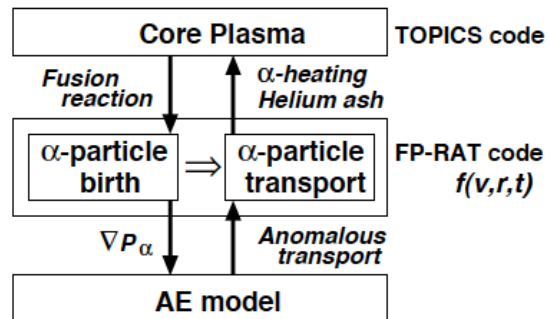 Core Plasma
TOPICS code
Fusion
reaction
α-heating
Helium ash
α-particle
birth
⇒
α-particle
transport
FP-RAT code
f(v,r,t)
∇Pα
Anomalous
transport
AE model